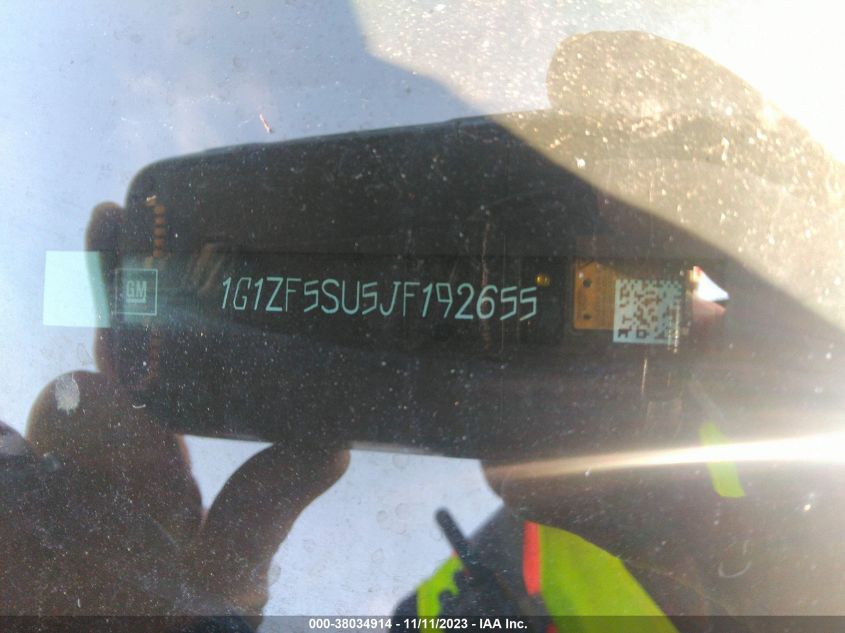 GM
1G1ZF5SU5JF192655
000-38034914 - 11/11/2023 - IAA Inc.